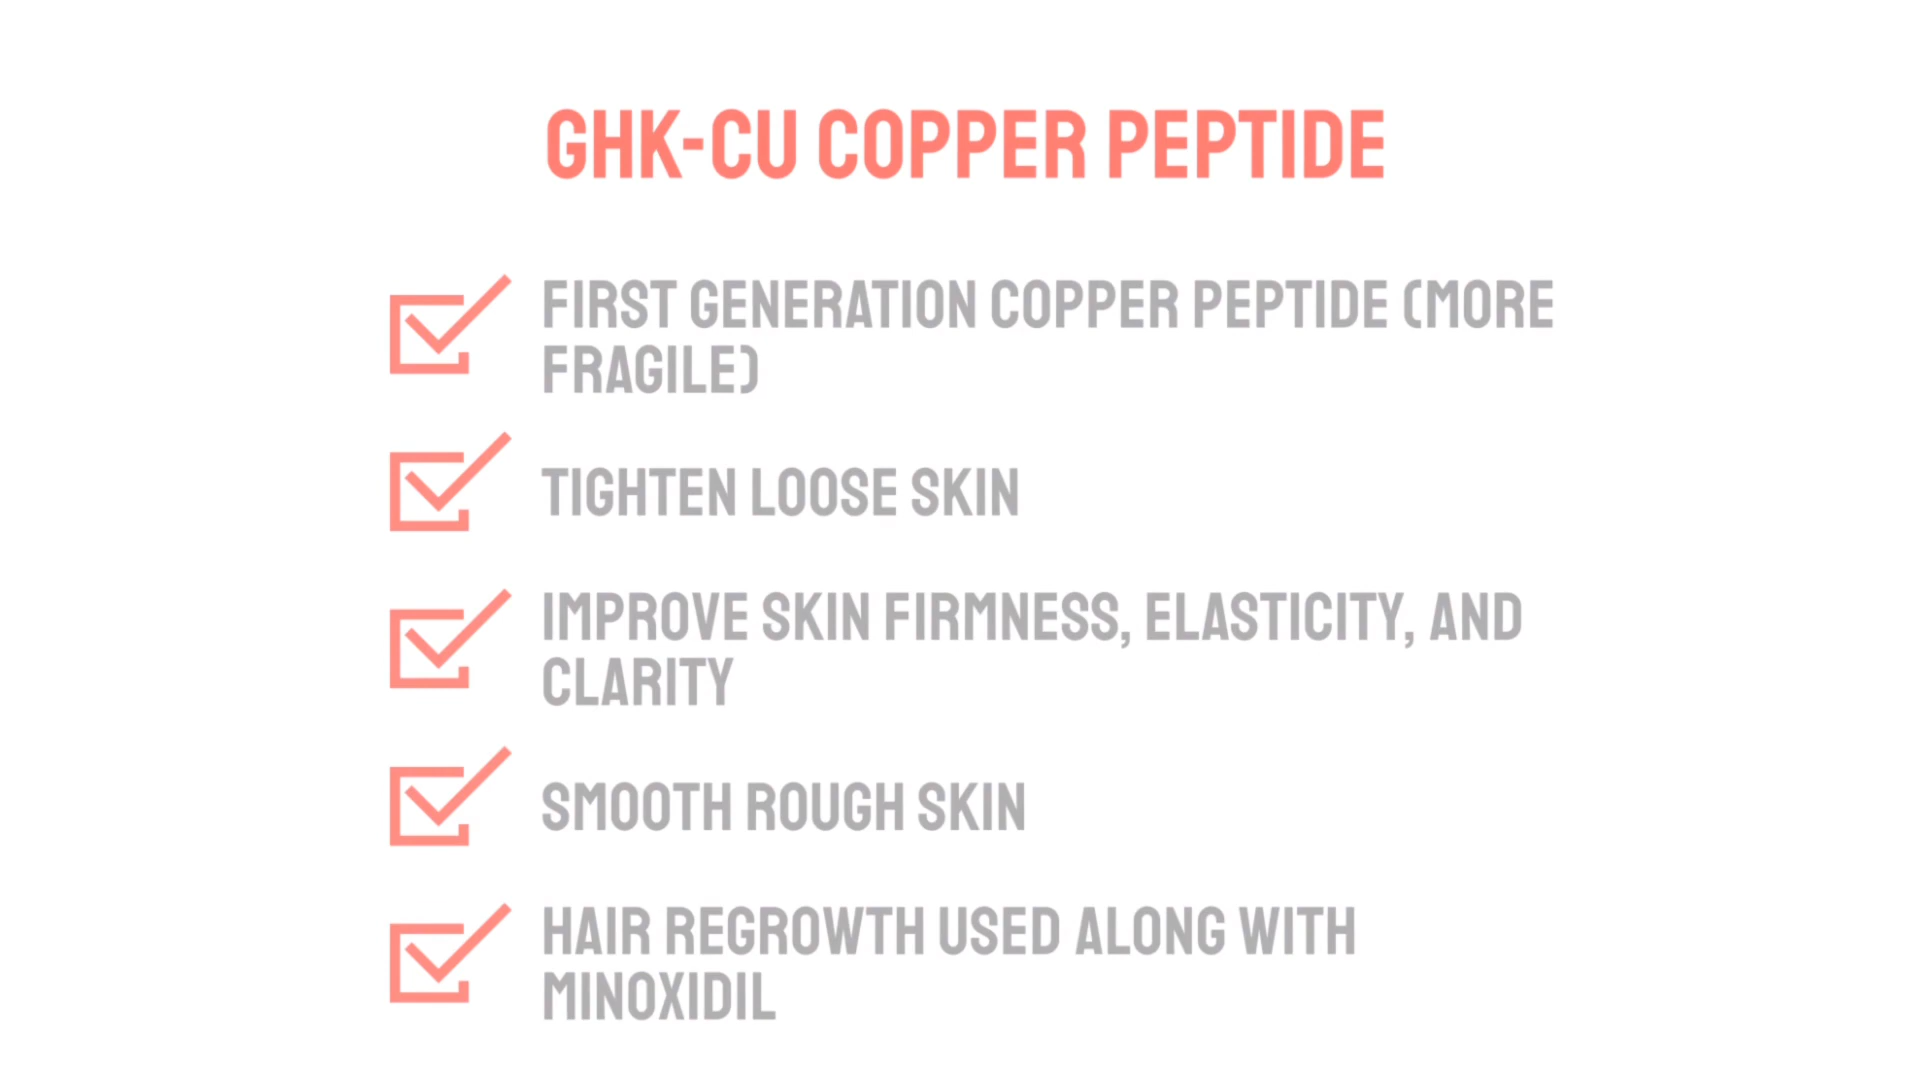 GHK-CU COPPER PEPTIDE
FIRST GENERATION COPPER PEPTIDE (MORE
FRAGILE)
TIGHTEN LOOSE SKIN
IMPROVE SKIN FIRMNESS, ELASTICITY, AND
CLARITY
SMOOTH ROUGH SKIN
HAIR REGROWTH USED ALONG WITH
MINOXIDIL